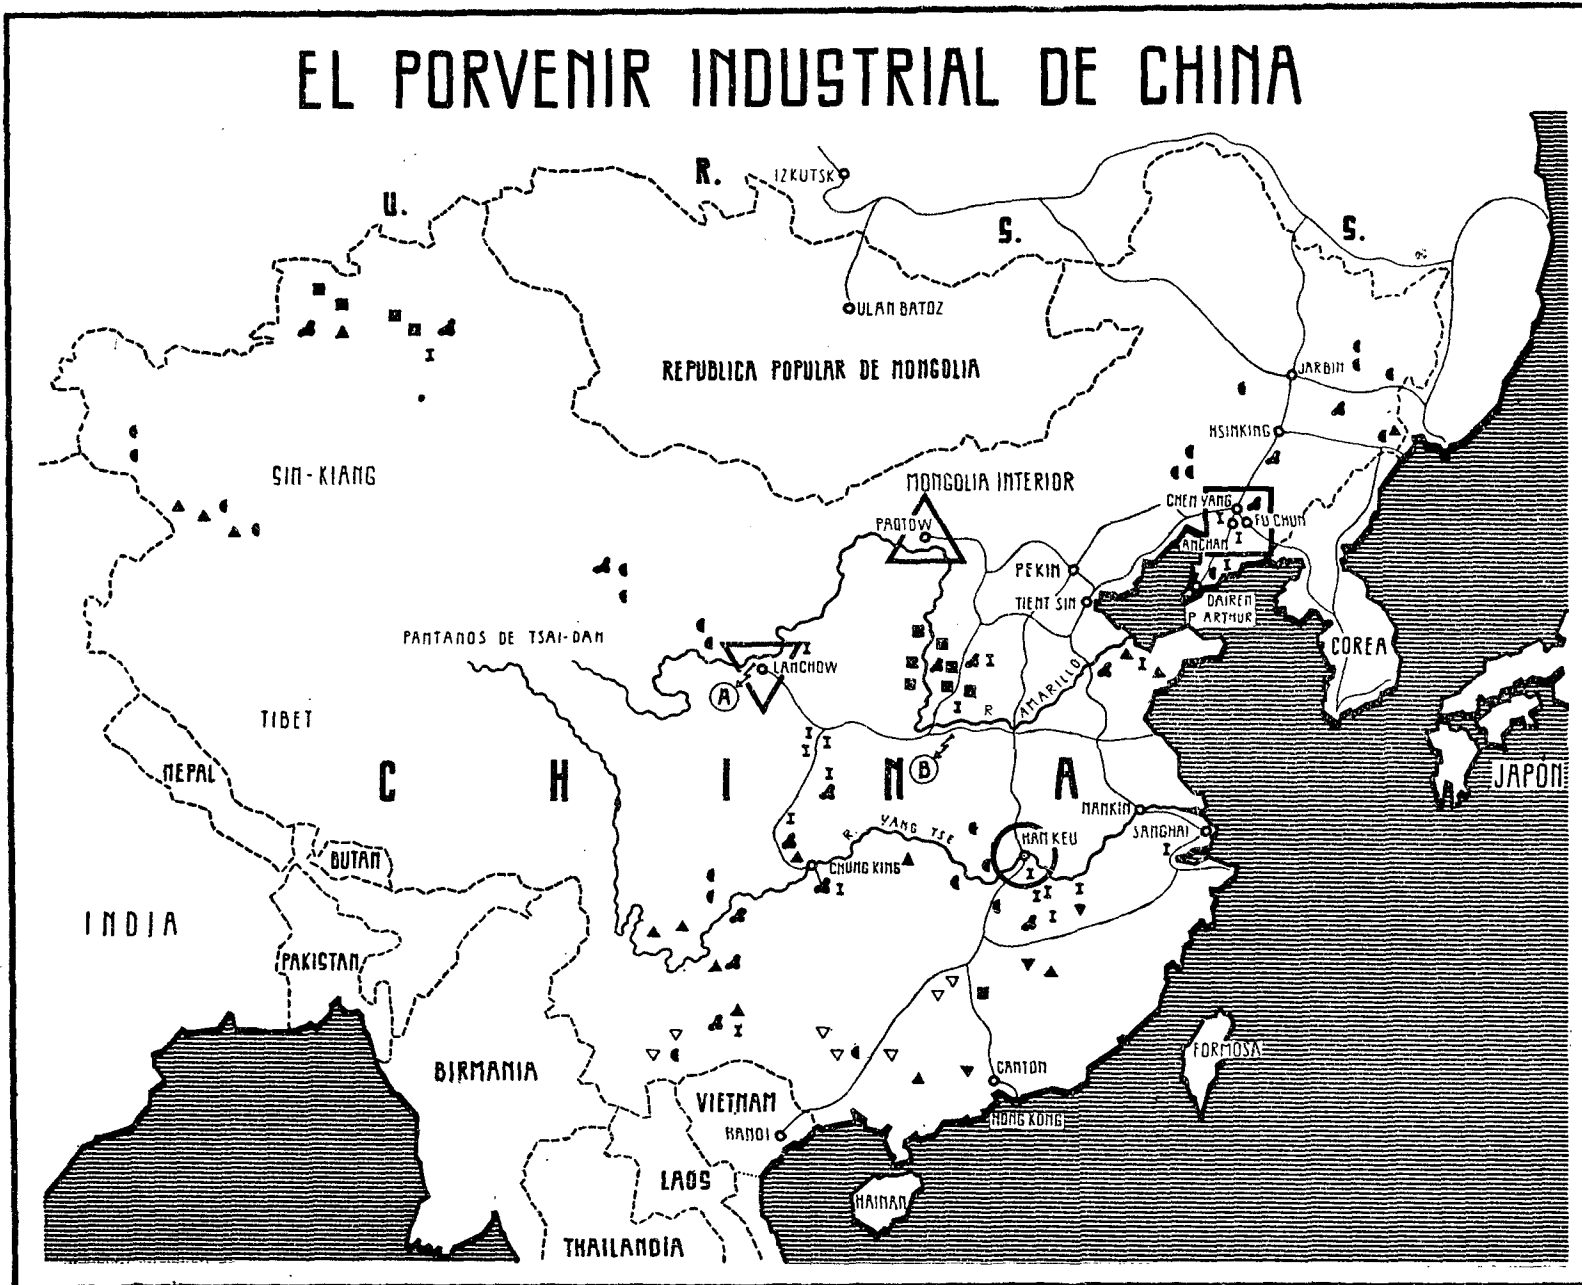 EL PORVENIR INDUSTRIAL DE CHINA
U. R. S. S.
IZKUTSK
ULAN BATOZ
REPUBLICA POPULAR DE MONGOLIA
JARBIN
HSINKING
SIN-KIANG
MONGOLIA INTERIOR
PAOTOW
CHEN YANG
FU CHUN
ANCHAN
PEKIN
TIENT SIN
DAIREN
P. ARTHUR
COREA
PANTANOS DE TSAI-DAM
LANCHOW
A
R. AMARILLO
TIBET
NEPAL
C H I N A
B
JAPÓN
NANKIN
SANGHAI
R. YANG TSE
HAN KEU
BUTAN
CHUNG KING
INDIA
PAKISTAN
BIRMANIA
FORMOSA
CANTON
VIETNAM
HONG KONG
HANOI
LAOS
HAINAN
THAILANDIA